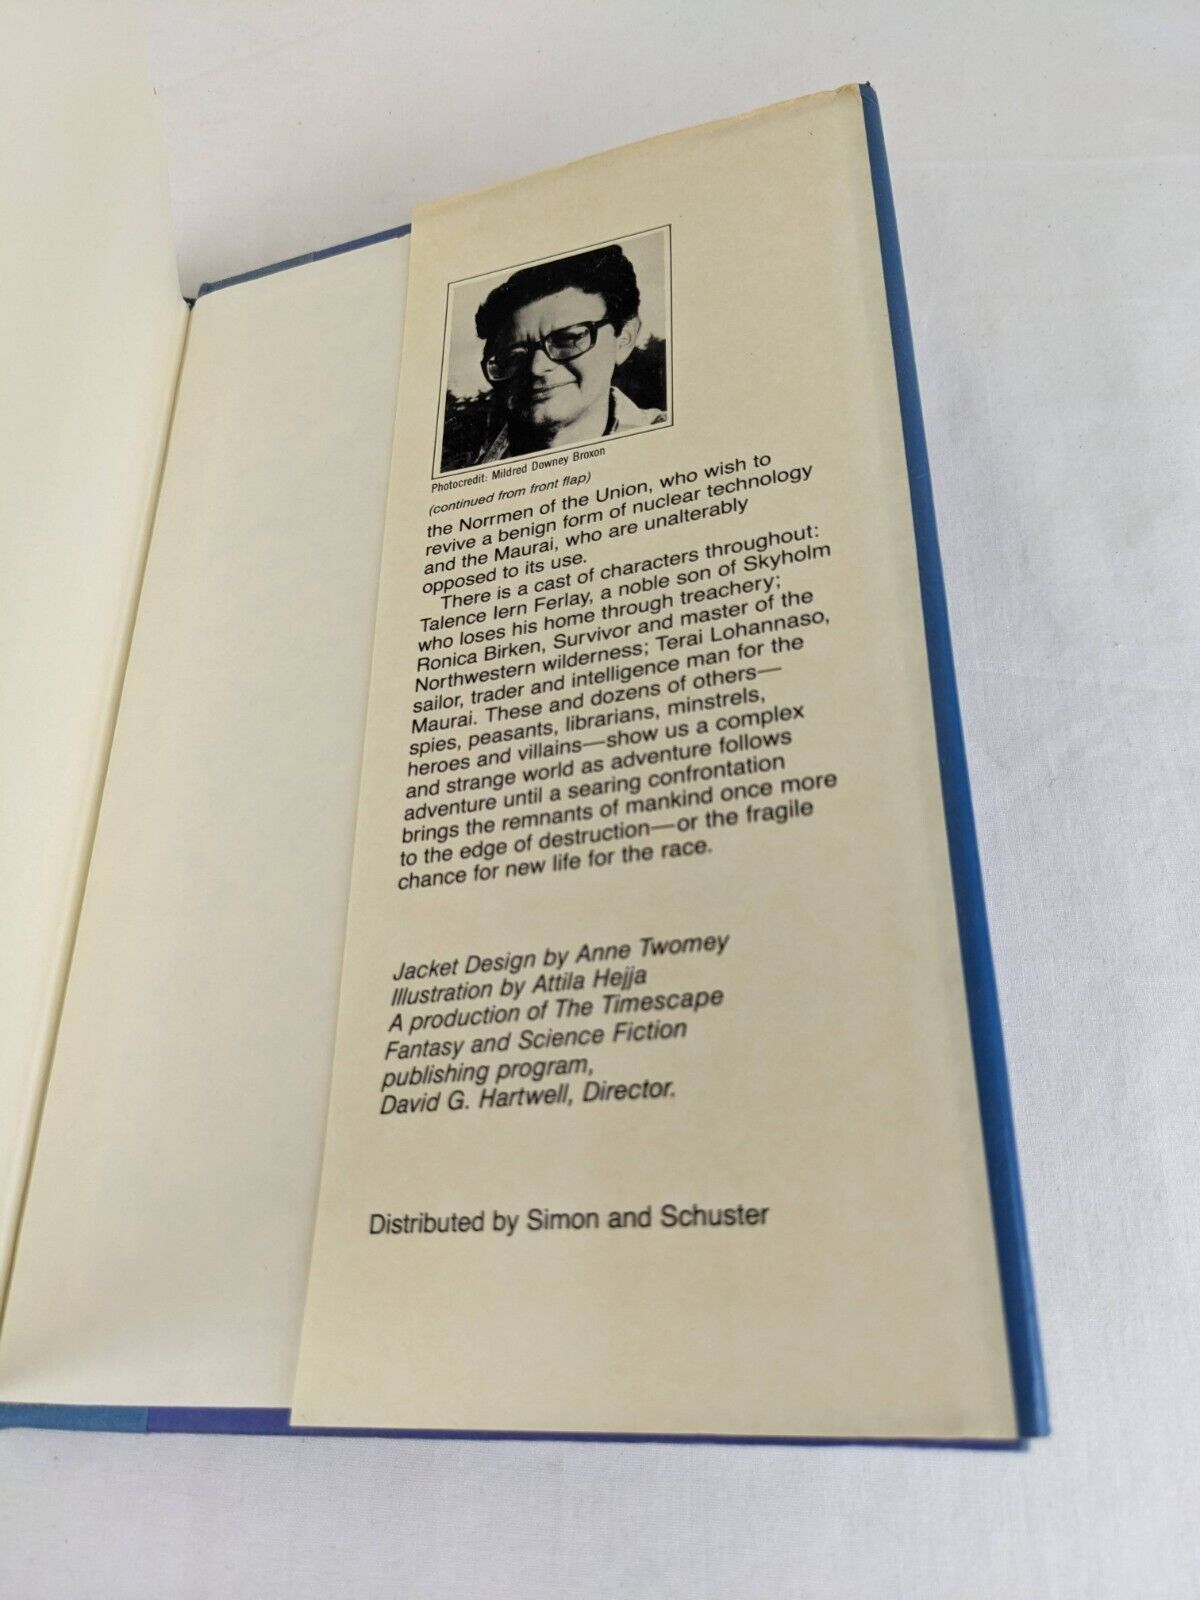 Photocredit: Mildred Downey Broxon
(continued from front flap)
the Norrmen of the Union, who wish to
revive a benign form of nuclear technology
and the Maurai, who are unalterably
opposed to its use.
There is a cast of characters throughout:
Talence Iern Ferlay, a noble son of Skyholm
who loses his home through treachery;
Ronica Birken, Survivor and master of the
Northwestern wilderness; Terai Lohannaso,
sailor, trader and intelligence man for the
Maurai. These and dozens of others—
spies, peasants, librarians, minstrels,
heroes and villains—show us a complex
and strange world as adventure follows
adventure until a searing confrontation
brings the remnants of mankind once more
to the edge of destruction—or the fragile
chance for new life for the race.
Jacket Design by Anne Twomey
Illustration by Attila Hejja
A production of The Timescape
Fantasy and Science Fiction
publishing program,
David G. Hartwell, Director.
Distributed by Simon and Schuster